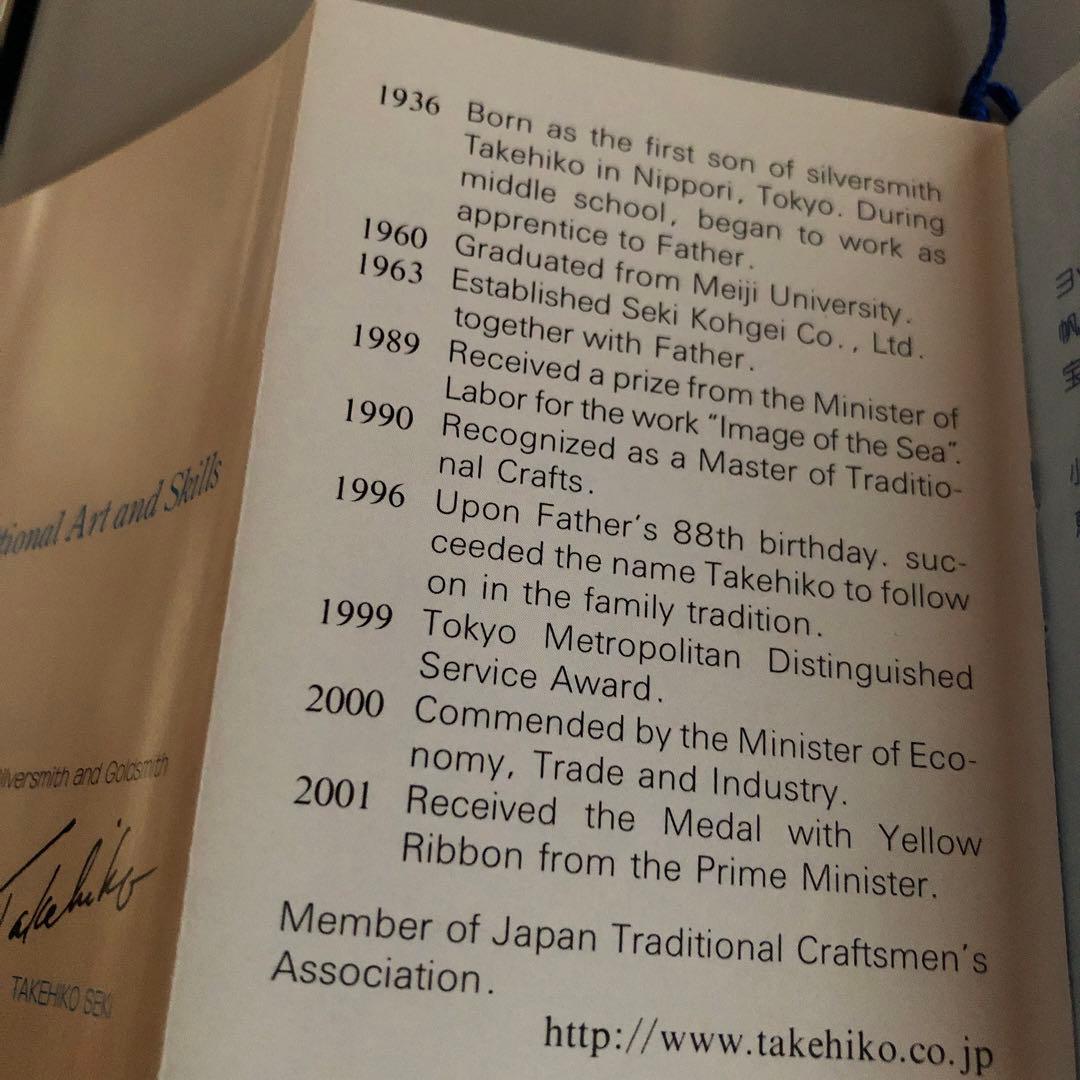 tional Art and Skills
ilversmith and Goldsmith
Takehiko
TAKEHIKO SEKI
1936 Born as the first son of silversmith
Takehiko in Nippori, Tokyo. During
middle school, began to work as
apprentice to Father.
1960 Graduated from Meiji University.
1963 Established Seki Kohgei Co., Ltd.
together with Father.
1989 Received a prize from the Minister of
Labor for the work “Image of the Sea”.
1990 Recognized as a Master of Traditio-
nal Crafts.
1996 Upon Father's 88th birthday. suc-
ceeded the name Takehiko to follow
on in the family tradition.
1999 Tokyo Metropolitan Distinguished
Service Award.
2000 Commended by the Minister of Eco-
nomy, Trade and Industry.
2001 Received the Medal with Yellow
Ribbon from the Prime Minister.
Member of Japan Traditional Craftsmen's
Association.
http://www.takehiko.co.jp
ヨ
帆
宝
小